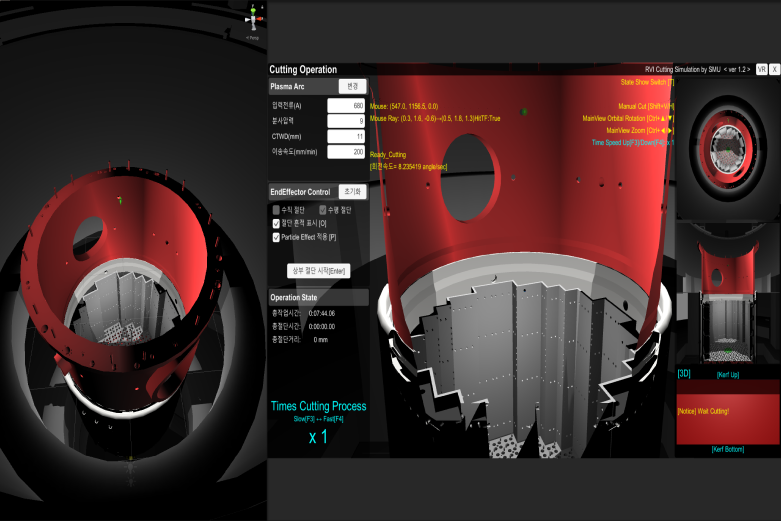 < Persp
Cutting Operation
RVI Cutting Simulation by SMU < ver 1.2 > VR X
Plasma Arc 변경
입력전류(A) 680
분사압력 9
CTWD(mm) 11
이송속도(mm/min) 200
State Show Switch [T]
Mouse: (547.0, 1156.5, 0.0)
Manual Cut [Shift+W/H]
Mouse Ray: (0.3, 1.6, -0.6)→(0.5, 1.6, 1.3)HitTF:True
MainView Orbital Rotation [Ctrl+▲/▼]
MainView Zoom [Ctrl+◀/▶]
Time Speed Up[F3]/Down[F4]: x 1
Ready_Cutting
[회전속도= 8.235419 angle/sec]
EndEffector Control 초기화
수직 절단 수평 절단
절단 흔적 표시 [O]
Particle Effect 적용 [P]
상부 절단 시작[Enter]
Operation State
총작업시간: 0:07:44.06
총절단시간: 0:00:00.00
총절단거리: 0 mm
Times Cutting Process
Slow[F3] ↔ Fast[F4]
x 1
[3D] [Kerf Up]
[Notice] Wait Cutting!
[Kerf Bottom]